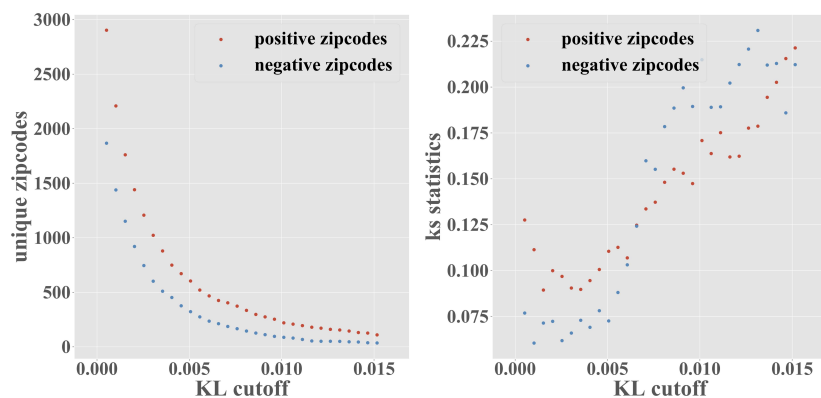 3000
2500
2000
1500
1000
500
0
unique zipcodes
positive zipcodes
negative zipcodes
0.000 0.005 0.010 0.015
KL cutoff
0.225
0.200
0.175
0.150
0.125
0.100
0.075
ks statistics
positive zipcodes
negative zipcodes
0.000 0.005 0.010 0.015
KL cutoff